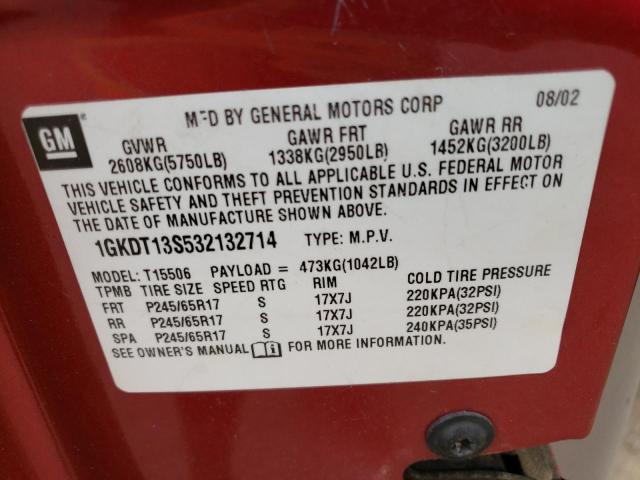 GM
MFD BY GENERAL MOTORS CORP 08/02
GVWR GAWR FRT GAWR RR
2608KG(5750LB) 1338KG(2950LB) 1452KG(3200LB)
THIS VEHICLE CONFORMS TO ALL APPLICABLE U.S. FEDERAL MOTOR
VEHICLE SAFETY AND THEFT PREVENTION STANDARDS IN EFFECT ON
THE DATE OF MANUFACTURE SHOWN ABOVE.
1GKDT13S532132714 TYPE: M.P.V.
MODEL: T15506 PAYLOAD = 473KG(1042LB)
TPMB TIRE SIZE SPEED RTG RIM COLD TIRE PRESSURE
FRT P245/65R17 S 17X7J 220KPA(32PSI)
RR P245/65R17 S 17X7J 220KPA(32PSI)
SPA P245/65R17 S 17X7J 240KPA(35PSI)
SEE OWNER'S MANUAL FOR MORE INFORMATION.